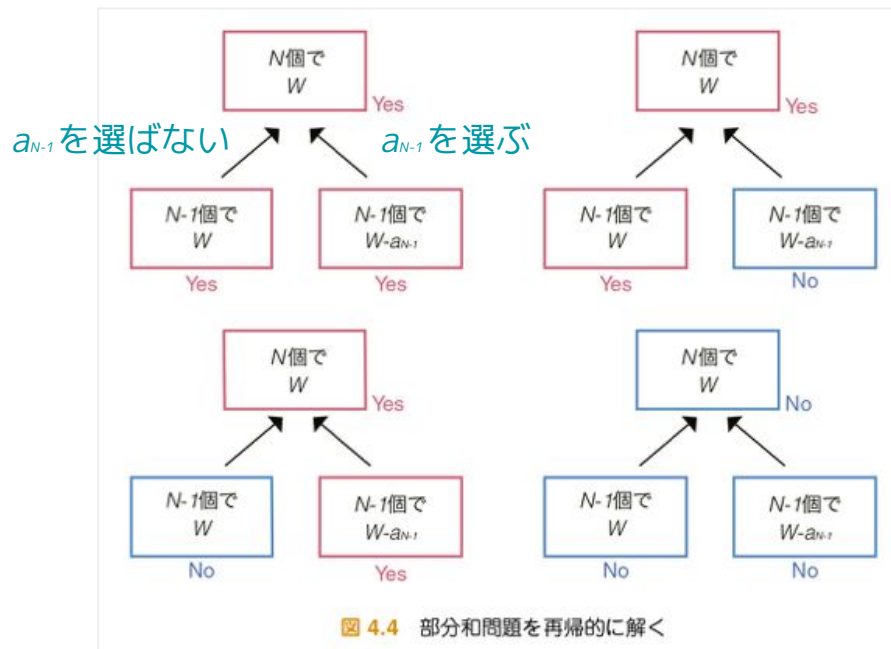 N個で
W
Yes
N個で
W
Yes
aN-1を選ばない
aN-1を選ぶ
N-1個で
W
Yes
N-1個で
W-aN-1
Yes
N-1個で
W
Yes
N-1個で
W-aN-1
No
N個で
W
Yes
N個で
W
No
N-1個で
W
No
N-1個で
W-aN-1
Yes
N-1個で
W
No
N-1個で
W-aN-1
No
図 4.4 部分和問題を再帰的に解く